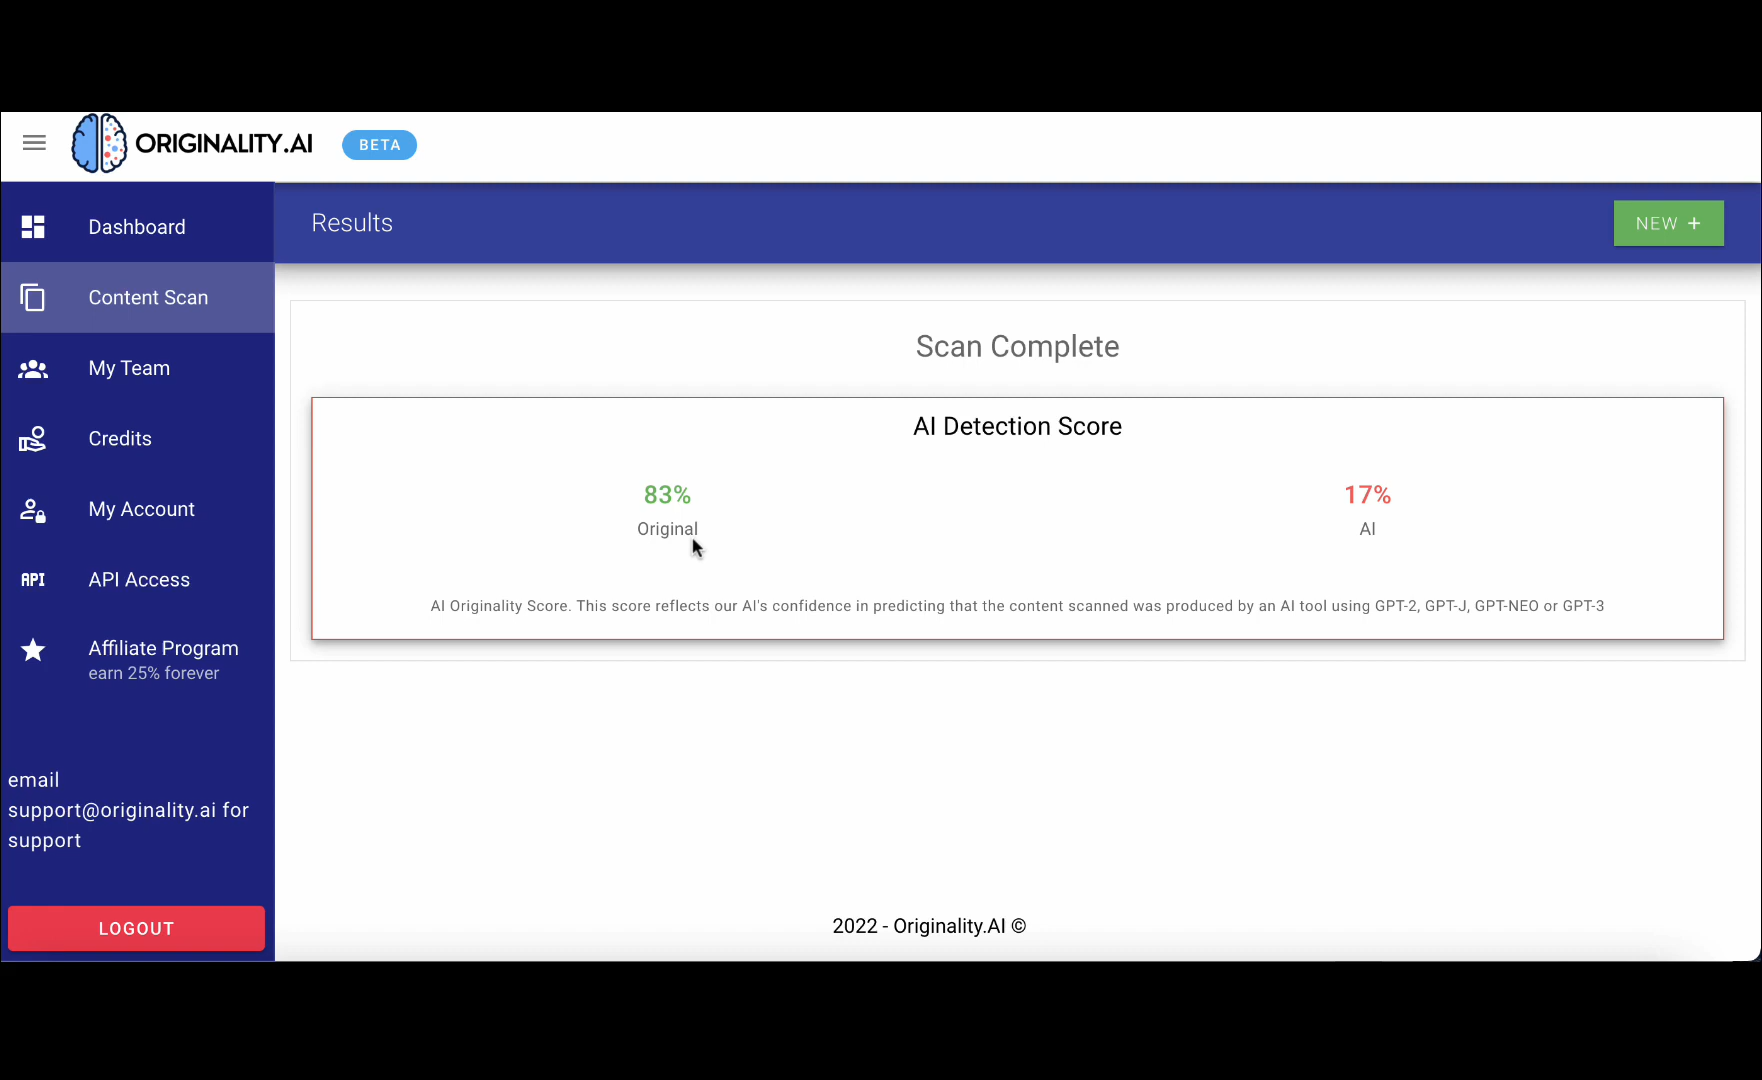 ORIGINALITY.AI
BETA
Dashboard
Content Scan
My Team
Credits
My Account
API
API Access
Affiliate Program
earn 25% forever
email
support@originality.ai for
support
LOGOUT
Results
NEW +
Scan Complete
AI Detection Score
83%
Original
17%
AI
AI Originality Score. This score reflects our AI's confidence in predicting that the content scanned was produced by an AI tool using GPT-2, GPT-J, GPT-NEO or GPT-3
2022 - Originality.AI ©